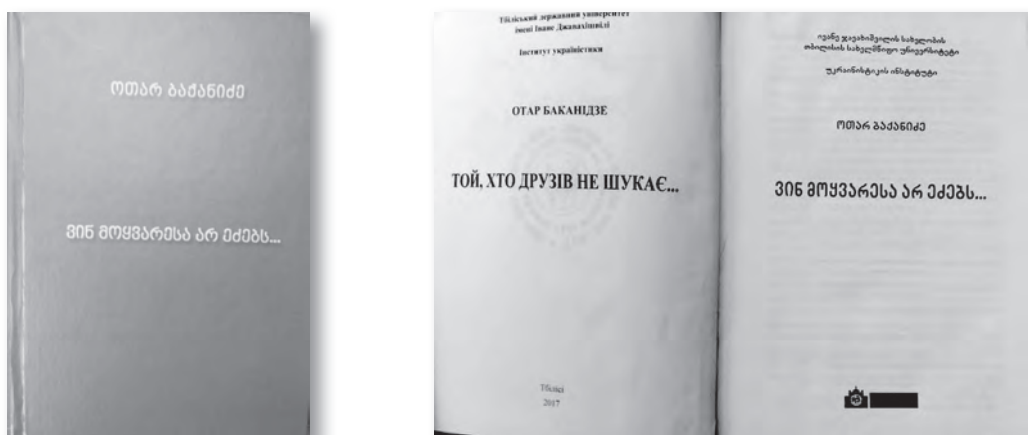 ოთარ ბაქანიძე
ვინ მოყვარესა არ ეძებს...
Тбіліський державний університет
імені Іване Джавахішвілі
Інститут україністики
ОТАР БАКАНІДЗЕ
ТОЙ, ХТО ДРУЗІВ НЕ ШУКАЄ...
Тбілісі
2017
ივანე ჯავახიშვილის სახელობის
თბილისის სახელმწიფო უნივერსიტეტი
უკრაინისტიკის ინსტიტუტი
ოთარ ბაქანიძე
ვინ მოყვარესა არ ეძებს...